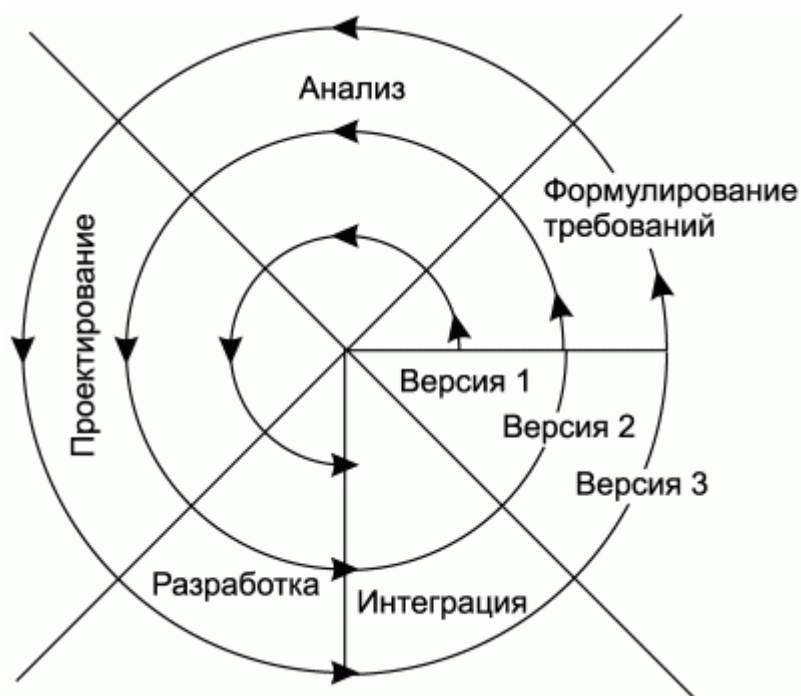 Анализ
Формулирование
требований
Проектирование
Версия 1
Версия 2
Версия 3
Разработка
Интеграция